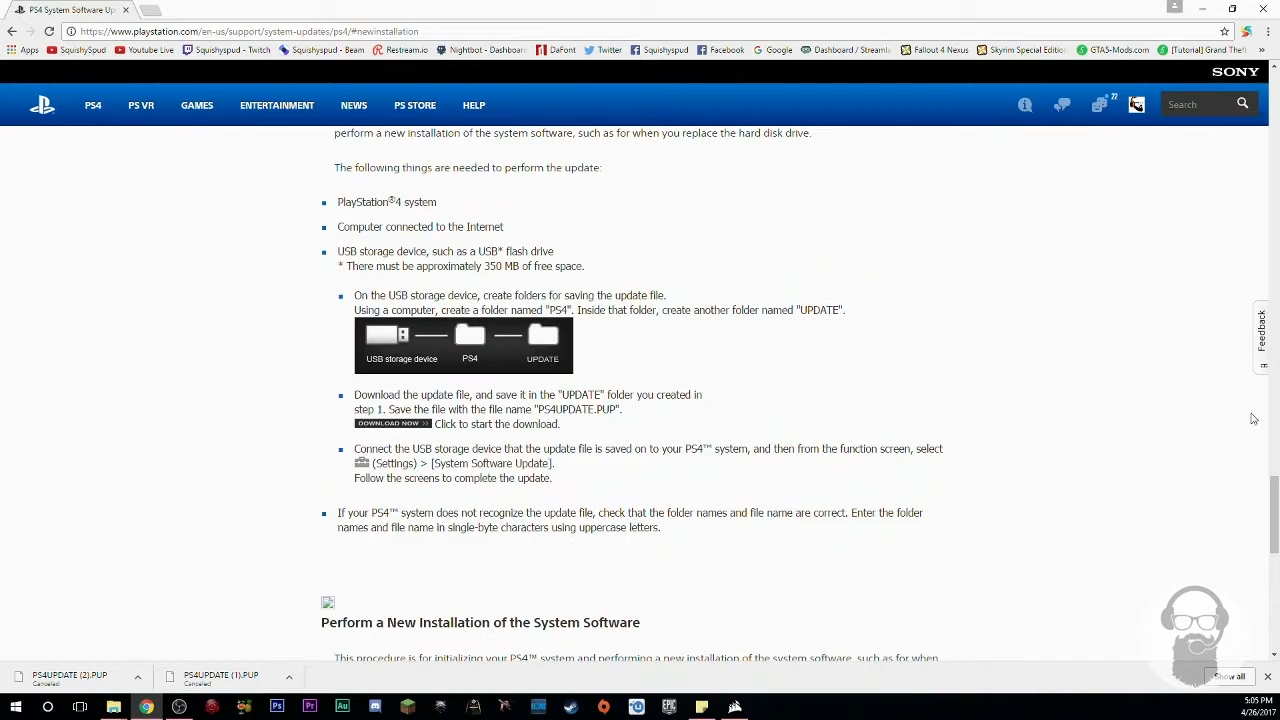 PS4 System Software Up
https://www.playstation.com/en-us/support/system-updates/ps4/#newinstallation
Apps SquishySpud Youtube Live Squishyspud - Twitch Squishyspud - Beam Restream.io Nightbot - Dashboard DaFont Twitter Squishyspud Facebook Google Dashboard / Streaml Fallout 4 Nexus Skyrim Special Edition GTA5-Mods.com [Tutorial] Grand Theft
SONY
PS4 PS VR GAMES ENTERTAINMENT NEWS PS STORE HELP 22 Search
perform a new installation of the system software, such as for when you replace the hard disk drive.
The following things are needed to perform the update:
PlayStation®4 system
Computer connected to the Internet
USB storage device, such as a USB* flash drive
* There must be approximately 350 MB of free space.
On the USB storage device, create folders for saving the update file.
Using a computer, create a folder named "PS4". Inside that folder, create another folder named "UPDATE".
USB storage device PS4 UPDATE
Feedback
Download the update file, and save it in the "UPDATE" folder you created in
step 1. Save the file with the file name "PS4UPDATE.PUP".
DOWNLOAD NOW >> Click to start the download.
Connect the USB storage device that the update file is saved on to your PS4™ system, and then from the function screen, select
(Settings) > [System Software Update].
Follow the screens to complete the update.
If your PS4™ system does not recognize the update file, check that the folder names and file name are correct. Enter the folder
names and file name in single-byte characters using uppercase letters.
Perform a New Installation of the System Software
This procedure is for initializing your PS4™ system and performing a new installation of the system software, such as for when
PS4UPDATE (2).PUP
Canceled
PS4UPDATE (1).PUP
Canceled
Show all
Ps Pr Au EPIC
5:05 PM
4/26/2017